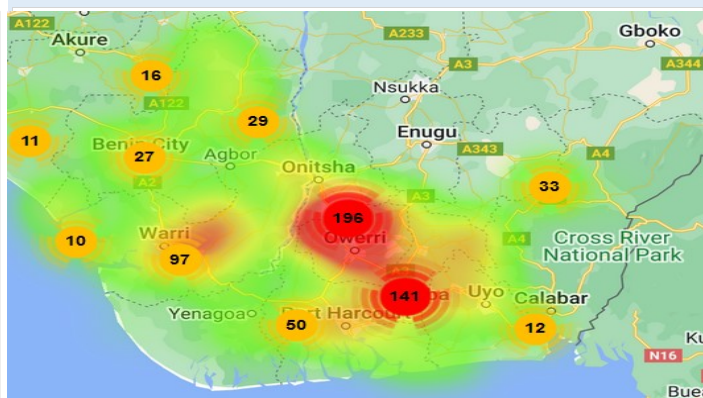 A122
Akure
A233
Gboko
A3
A344
16
Nsukka
A122
29
Enugu
11
Benin City
27
Agbor
A343
A4
Onitsha
A2
A3
33
196
10
Warri
Owerri
A4
Cross River
National Park
97
141
Uyo
Calabar
Yenagoa
50
Port Harcourt
12
N16